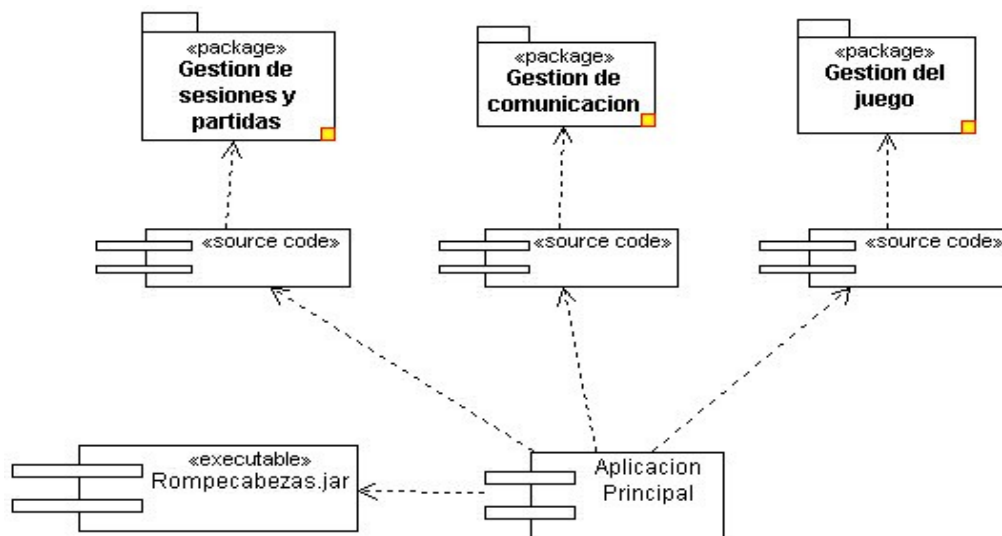 «package»
Gestion de
sesiones y
partidas
«package»
Gestion de
comunicacion
«package»
Gestion del
juego
«source code»
«source code»
«source code»
«executable»
Rompecabezas.jar
Aplicacion
Principal